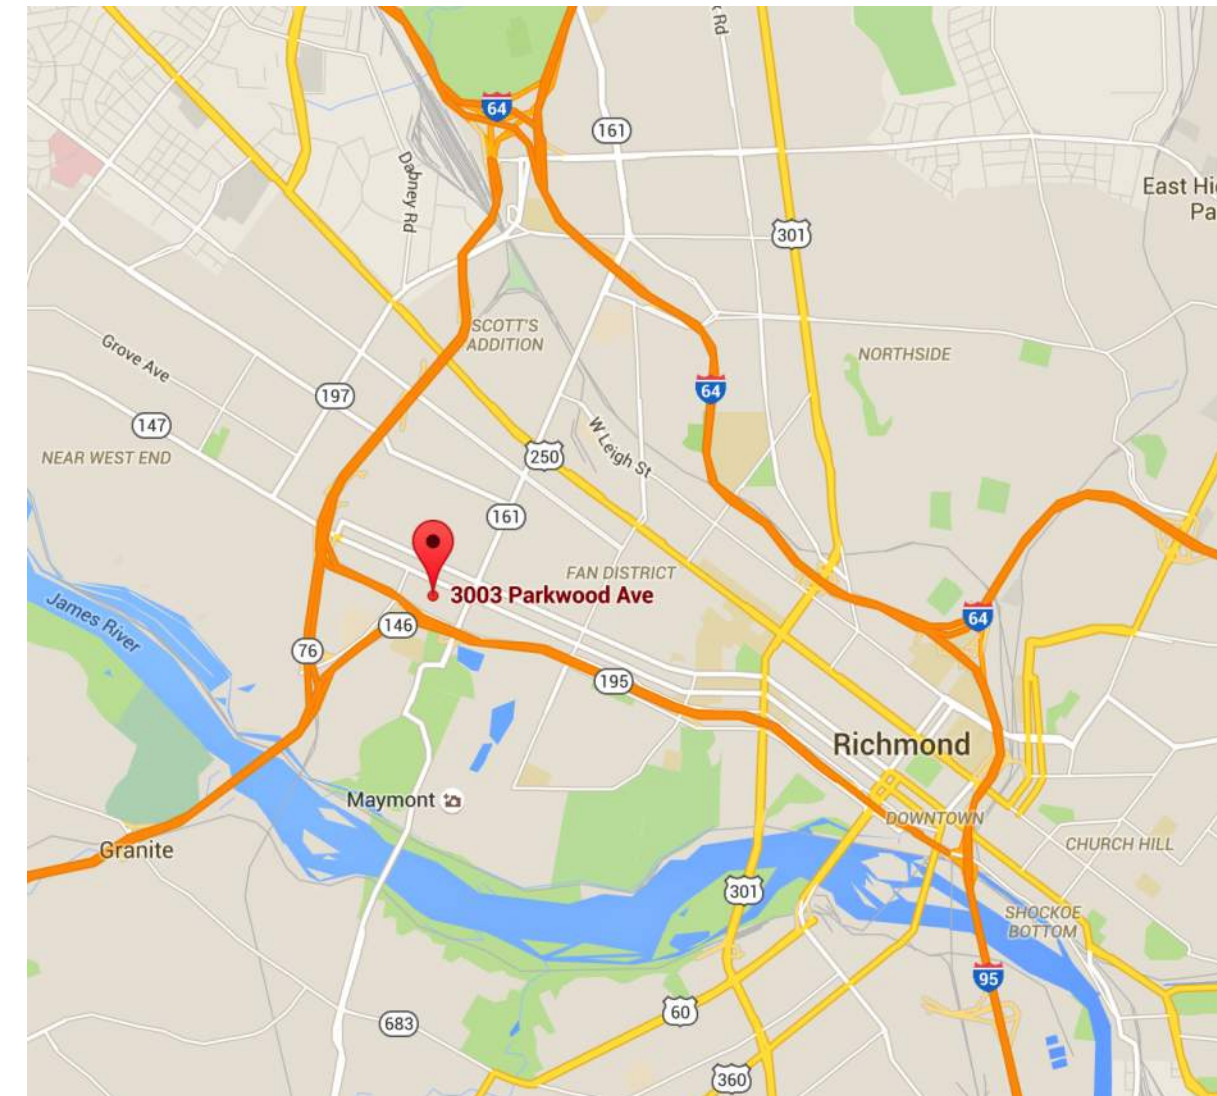 k Rd
64
161
Dabney Rd
East Hi
Pa
301
SCOTT'S
ADDITION
Grove Ave
NORTHSIDE
64
197
147
W Leigh St
NEAR WEST END
250
161
FAN DISTRICT
3003 Parkwood Ave
James River
146
64
76
195
Richmond
Maymont
DOWNTOWN
Granite
CHURCH HILL
301
SHOCKOE
BOTTOM
95
60
683
360